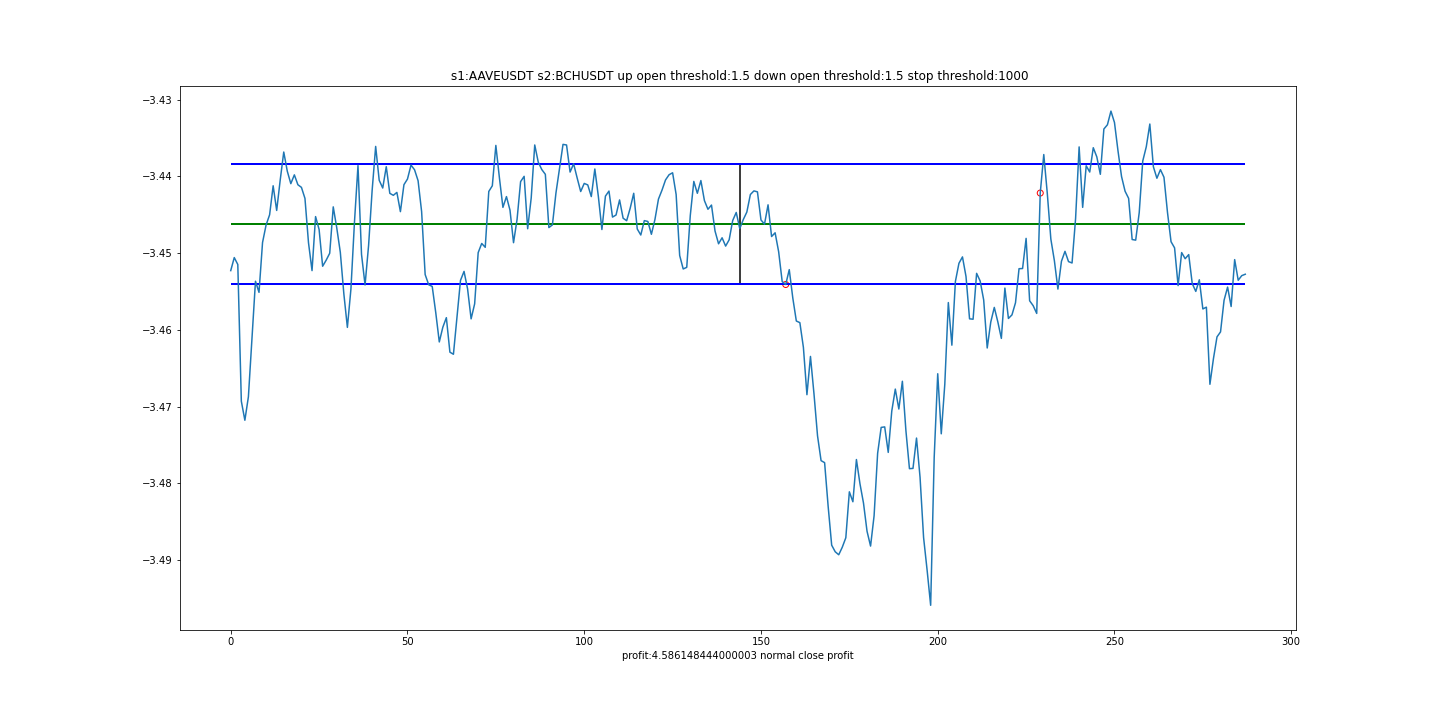 s1:AAVEUSDT s2:BCHUSDT up open threshold:1.5 down open threshold:1.5 stop threshold:1000
−3.43
−3.44
−3.45
−3.46
−3.47
−3.48
−3.49
0 50 100 150 200 250 300
profit:4.586148444000003 normal close profit